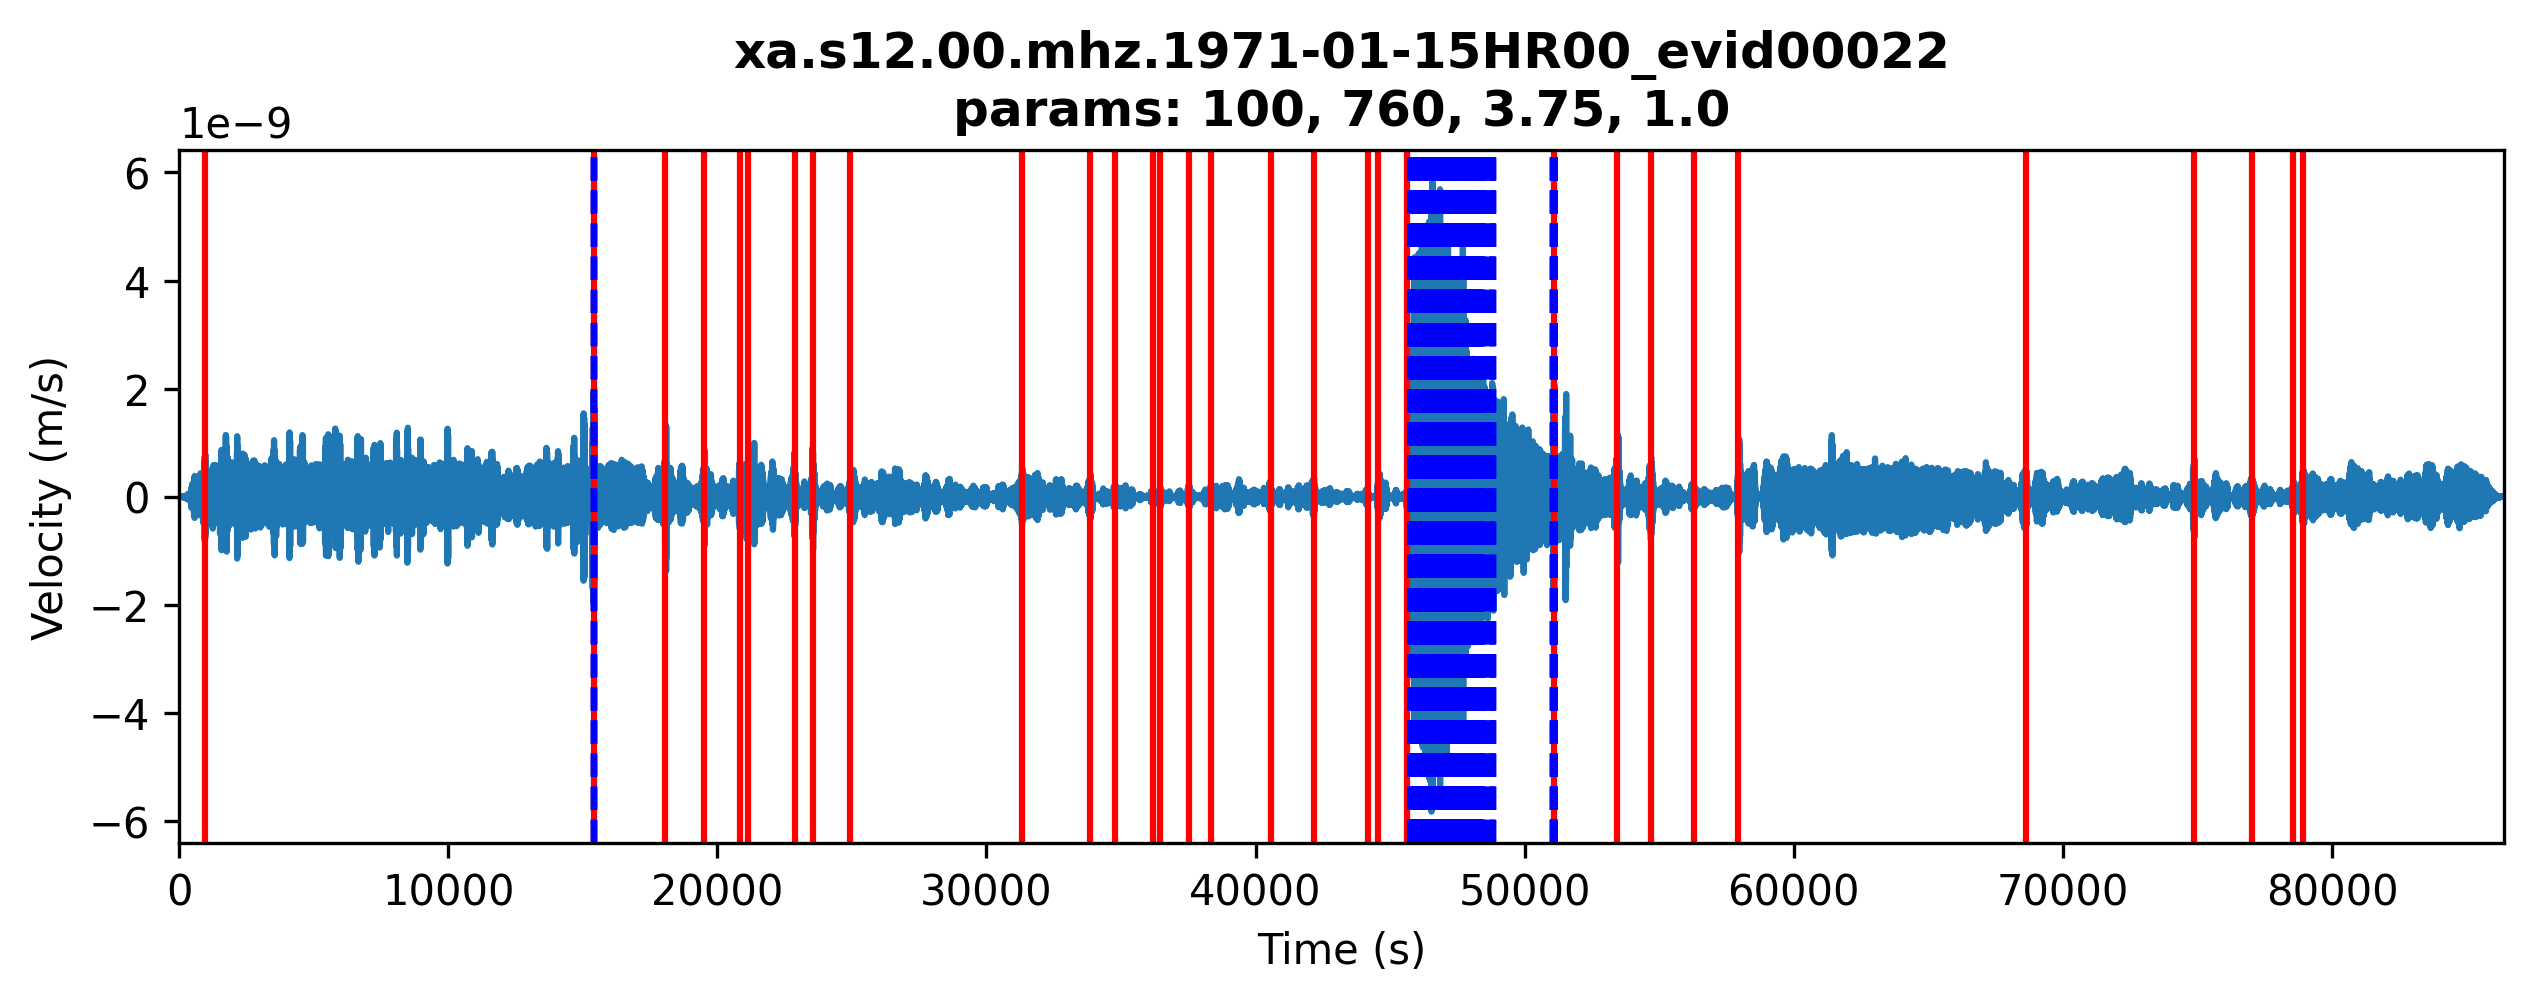 xa.s12.00.mhz.1971-01-15HR00_evid00022
params: 100, 760, 3.75, 1.0
1e−9
6
4
2
0
−2
−4
−6
Velocity (m/s)
0 10000 20000 30000 40000 50000 60000 70000 80000
Time (s)